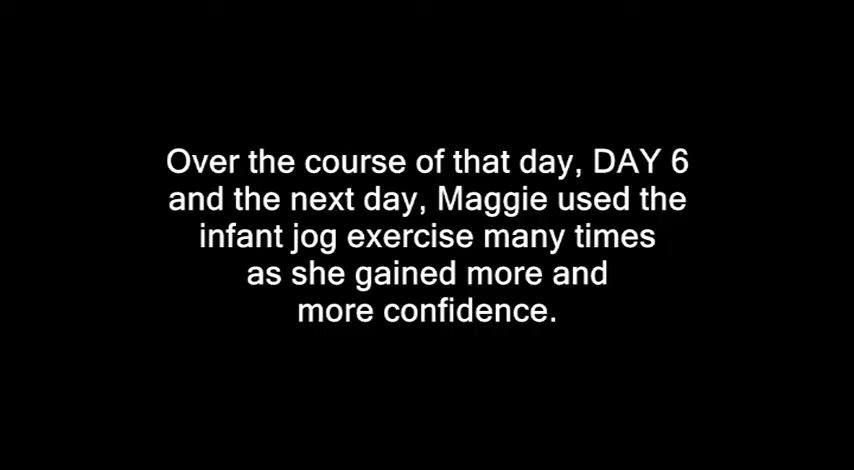 Over the course of that day, DAY 6
and the next day, Maggie used the
infant jog exercise many times
as she gained more and
more confidence.